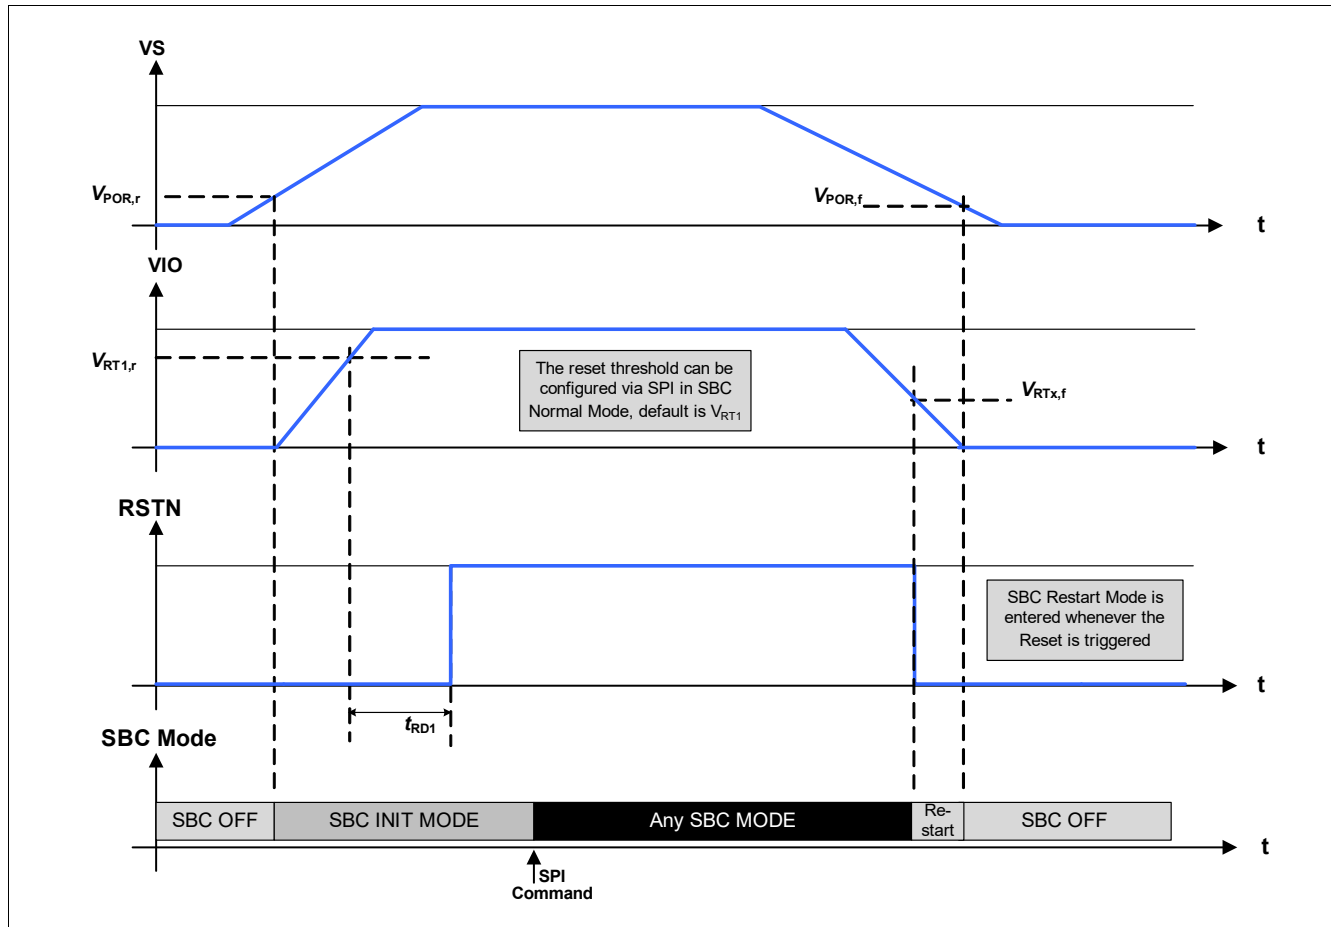 VS
VPOR,r
VPOR,f
t
VIO
VRT1,r
The reset threshold can be
configured via SPI in SBC
Normal Mode, default is VRT1
VRTx,f
t
RSTN
SBC Restart Mode is
entered whenever the
Reset is triggered
t
tRD1
SBC Mode
SBC OFF
SBC INIT MODE
Any SBC MODE
Re-
start
SBC OFF
t
SPI
Command